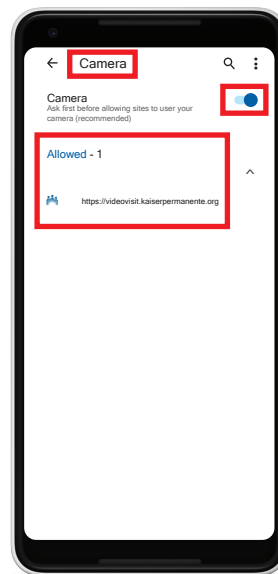 Camera
Camera
Ask first before allowing sites to user your
camera (recommended)
Allowed - 1
https://videovisit.kaiserpermanente.org